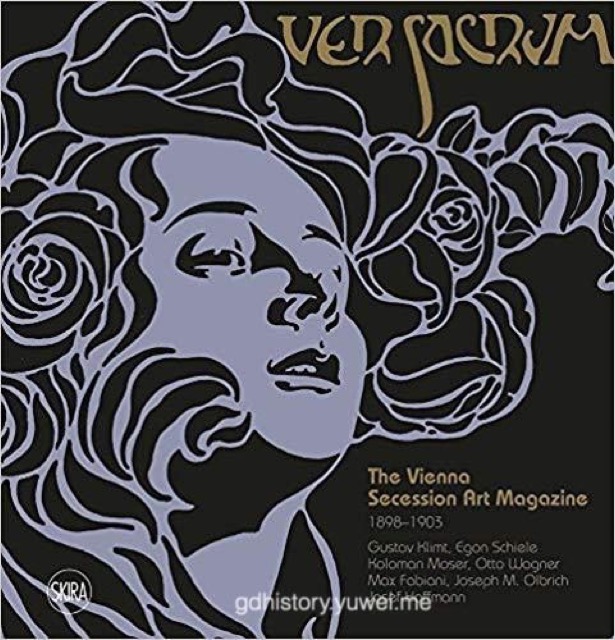 VER SACRUM
The Vienna
Secession Art Magazine
1898–1903
Gustav Klimt, Egon Schiele
Koloman Moser, Otto Wagner
Max Fabiani, Joseph M. Olbrich
Josef Hoffmann
SKIRA
gdhistory.yuwei.me